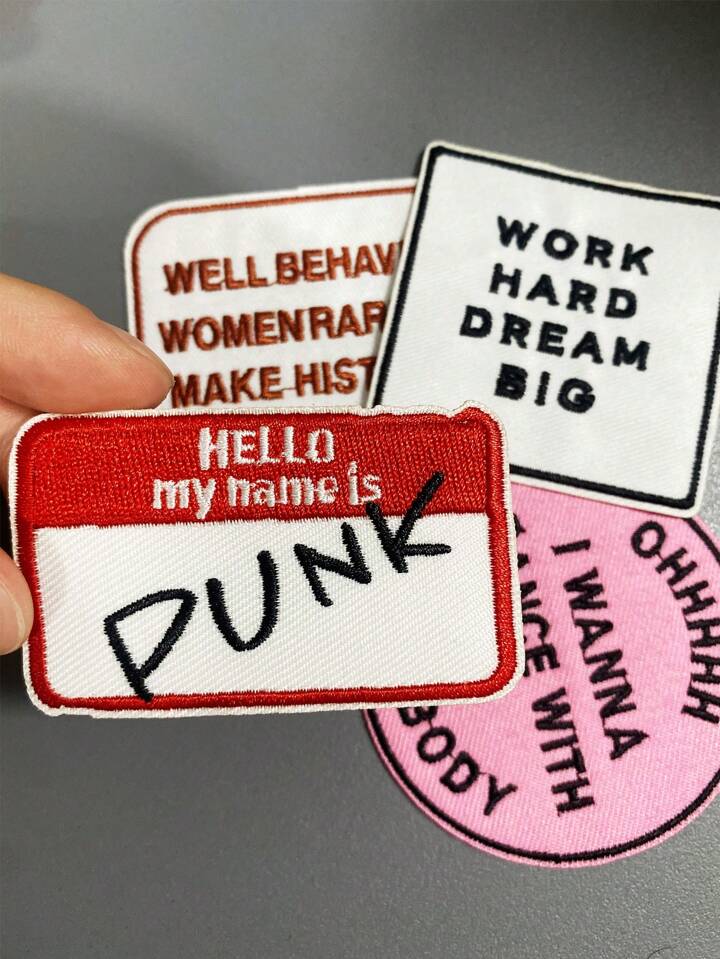 WELL BEHAV
WOMEN RAR
MAKE HIST
WORK
HARD
DREAM
BIG
HELLO
my name is
PUNK
OHHHHH
I WANNA
ANCE WITH
BODY